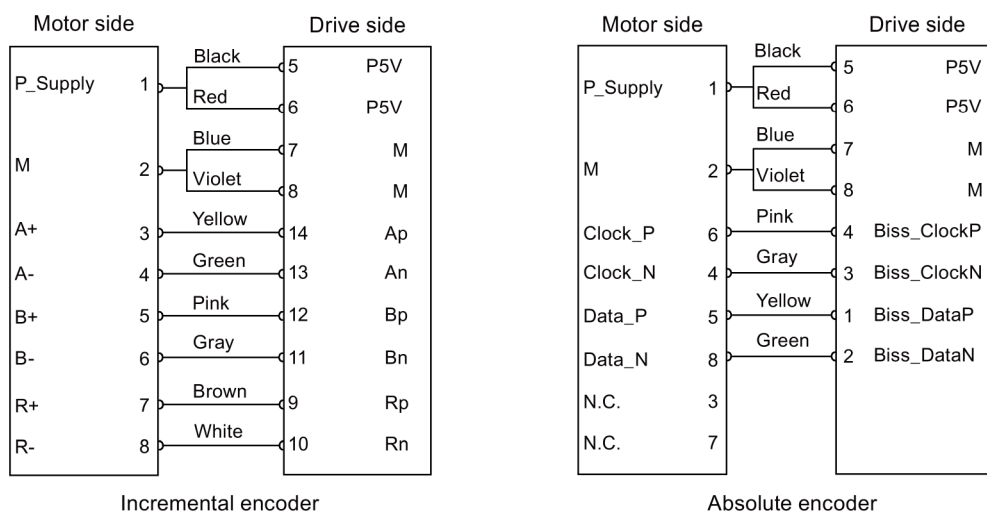 Motor side Drive side
Black
5 P5V
P_Supply 1
Red
6 P5V
Blue
7 M
M 2
Violet
8 M
Yellow
A+ 3 14 Ap
Green
A- 4 13 An
Pink
B+ 5 12 Bp
Gray
B- 6 11 Bn
Brown
R+ 7 9 Rp
White
R- 8 10 Rn
Incremental encoder
Motor side Drive side
Black
5 P5V
P_Supply 1
Red
6 P5V
Blue
7 M
M 2
Violet
8 M
Pink
Clock_P 6 4 Biss_ClockP
Gray
Clock_N 4 3 Biss_ClockN
Yellow
Data_P 5 1 Biss_DataP
Green
Data_N 8 2 Biss_DataN
N.C. 3
N.C. 7
Absolute encoder